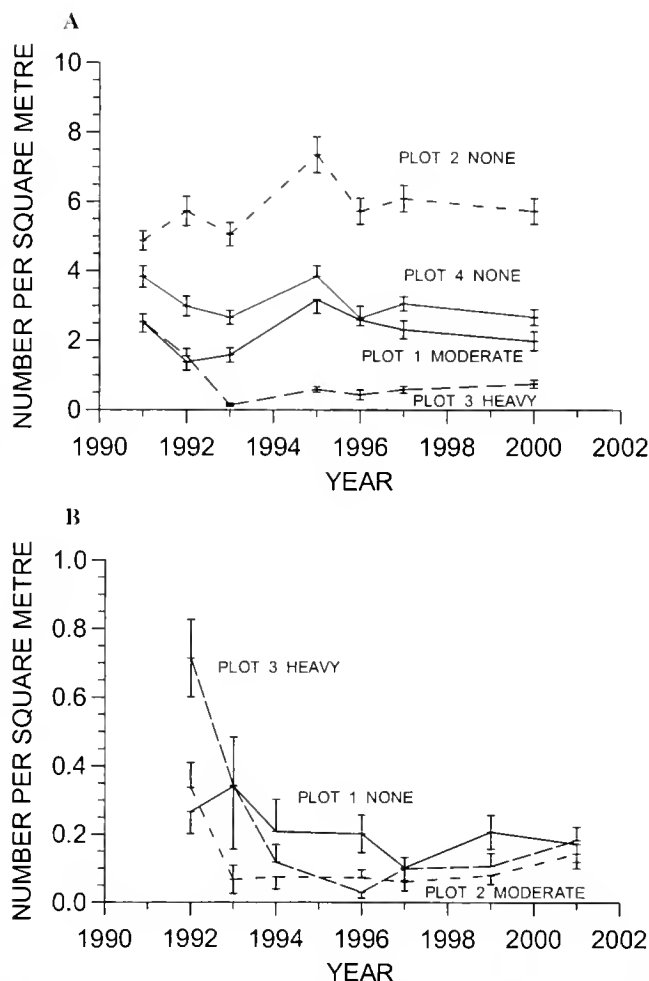 A
NUMBER PER SQUARE METRE
10
8
6
4
2
0
PLOT 2 NONE
PLOT 4 NONE
PLOT 1 MODERATE
PLOT 3 HEAVY
1990 1992 1994 1996 1998 2000 2002
YEAR
B
NUMBER PER SQUARE METRE
1.0
0.8
0.6
0.4
0.2
0.0
PLOT 3 HEAVY
PLOT 1 NONE
PLOT 2 MODERATE
1990 1992 1994 1996 1998 2000 2002
YEAR